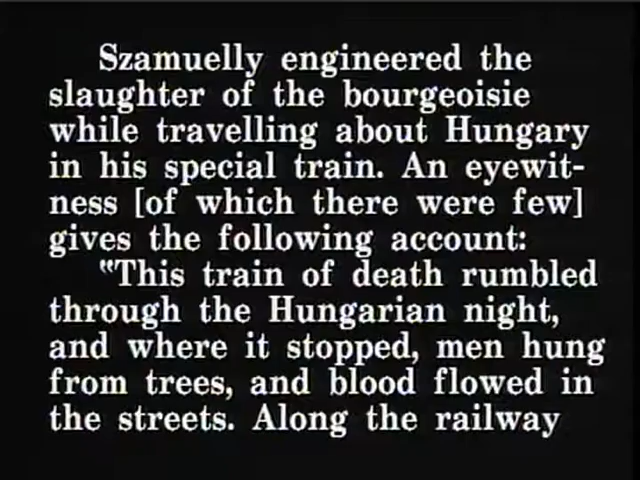 Szamuelly engineered the
slaughter of the bourgeoisie
while travelling about Hungary
in his special train. An eyewit-
ness [of which there were few]
gives the following account:
"This train of death rumbled
through the Hungarian night,
and where it stopped, men hung
from trees, and blood flowed in
the streets. Along the railway